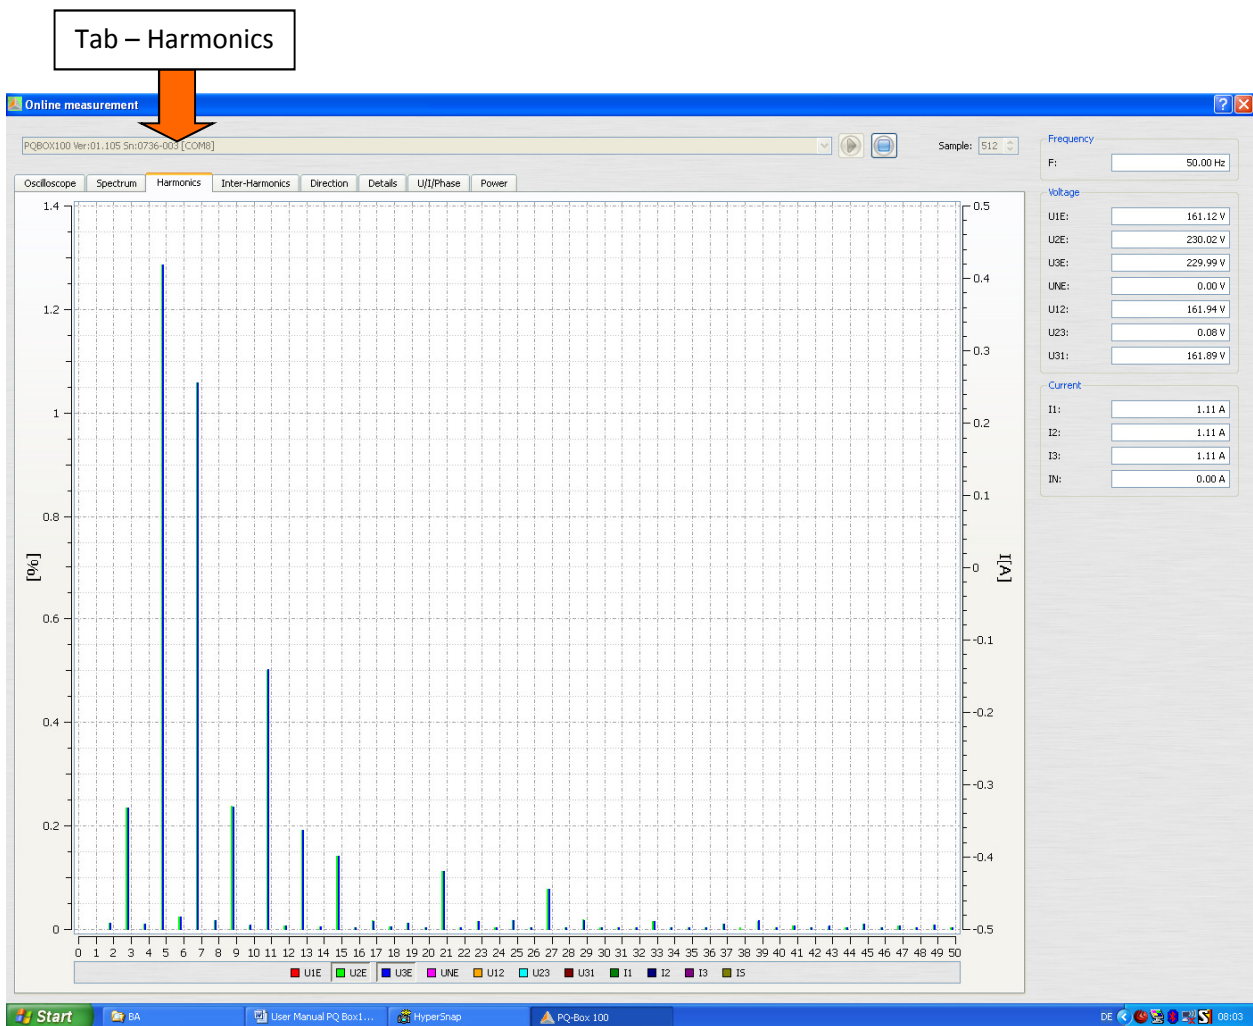 Tab – Harmonics
Online measurement
PQBOX100 Ver:01.105 Sn:0736-003 [COM8]
Sample: 512
Oscilloscope Spectrum Harmonics Inter-Harmonics Direction Details U/I/Phase Power
Frequency
F: 50.00 Hz
Voltage
U1E: 161.12 V
U2E: 230.02 V
U3E: 229.99 V
UNE: 0.00 V
U12: 161.94 V
U23: 0.08 V
U31: 161.89 V
Current
I1: 1.11 A
I2: 1.11 A
I3: 1.11 A
IN: 0.00 A
1.4
1.2
1
0.8
0.6
0.4
0.2
0
[%]
0.5
0.4
0.3
0.2
0.1
0
-0.1
-0.2
-0.3
-0.4
-0.5
I[A]
0 1 2 3 4 5 6 7 8 9 10 11 12 13 14 15 16 17 18 19 20 21 22 23 24 25 26 27 28 29 30 31 32 33 34 35 36 37 38 39 40 41 42 43 44 45 46 47 48 49 50
U1E U2E U3E UNE U12 U23 U31 I1 I2 I3 IS
Start BA User Manual PQ Box1... HyperSnap PQ-Box 100 DE 08:03